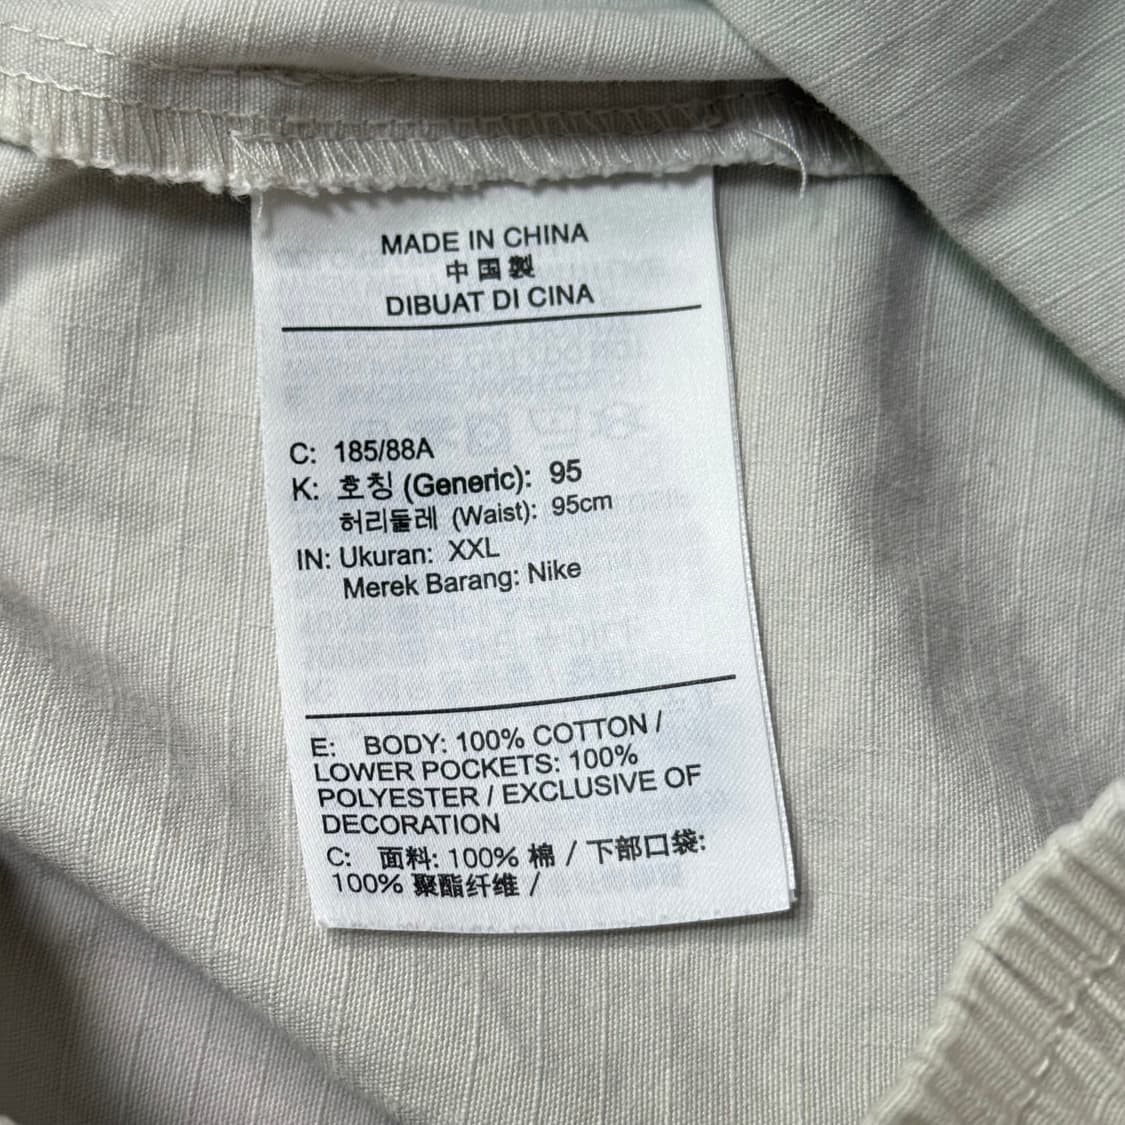 MADE IN CHINA
中国製
DIBUAT DI CINA
C: 185/88A
K: 호칭 (Generic): 95
허리둘레 (Waist): 95cm
IN: Ukuran: XXL
Merek Barang: Nike
E: BODY: 100% COTTON /
LOWER POCKETS: 100%
POLYESTER / EXCLUSIVE OF
DECORATION
C: 面料: 100% 棉 / 下部口袋:
100% 聚酯纤维 /